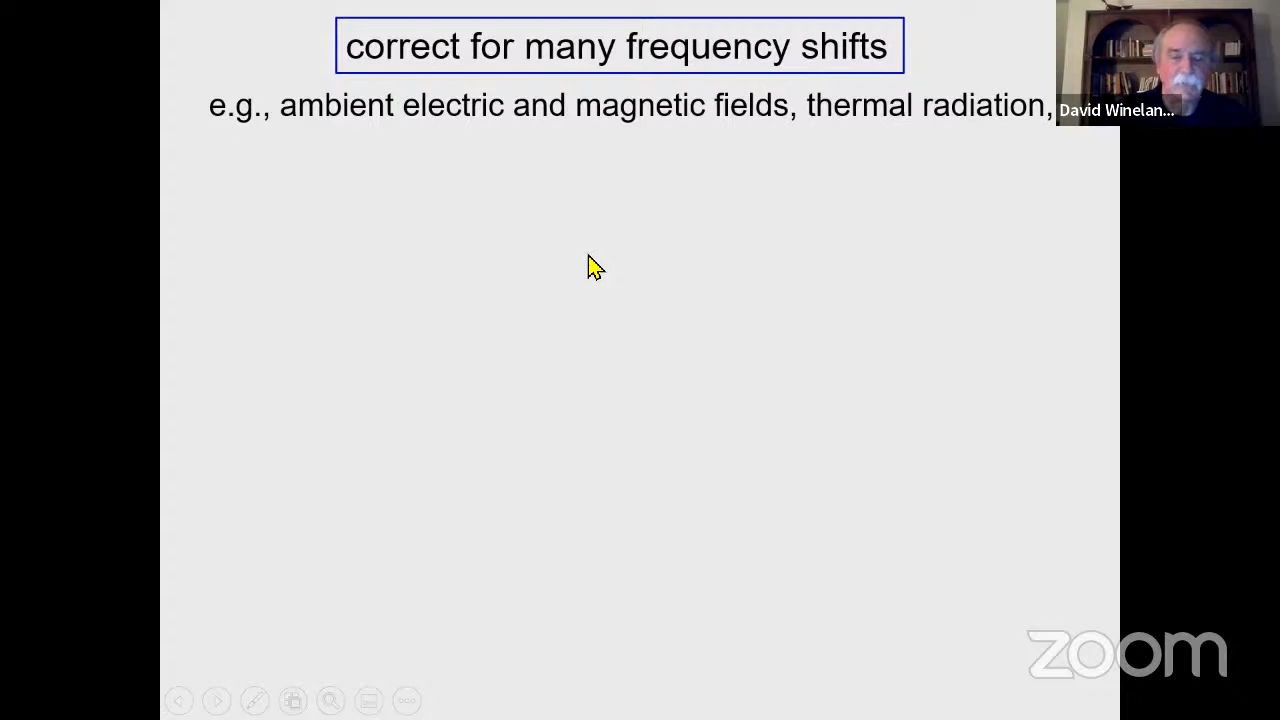 correct for many frequency shifts
e.g., ambient electric and magnetic fields, thermal radiation,
David Winelan...
zoom